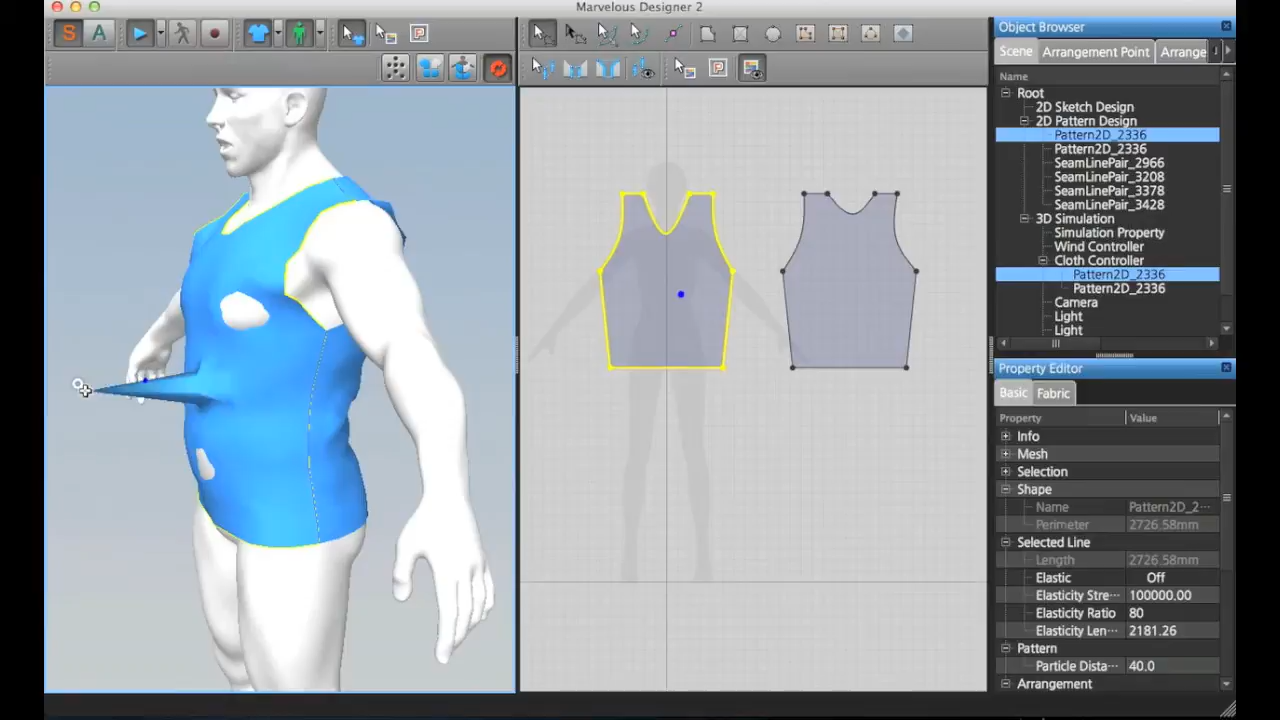 Marvelous Designer 2
S
A
P
P
Object Browser
Scene
Arrangement Point
Arrange
Name
Root
2D Sketch Design
2D Pattern Design
Pattern2D_2336
Pattern2D_2336
SeamLinePair_2966
SeamLinePair_3208
SeamLinePair_3378
SeamLinePair_3428
3D Simulation
Simulation Property
Wind Controller
Cloth Controller
Pattern2D_2336
Pattern2D_2336
Camera
Light
Light
Property Editor
Basic
Fabric
Property Value
Info
Mesh
Selection
Shape
Name Pattern2D_2···
Perimeter 2726.58mm
Selected Line
Length 2726.58mm
Elastic Off
Elasticity Stre··· 100000.00
Elasticity Ratio 80
Elasticity Len··· 2181.26
Pattern
Particle Dista··· 40.0
Arrangement